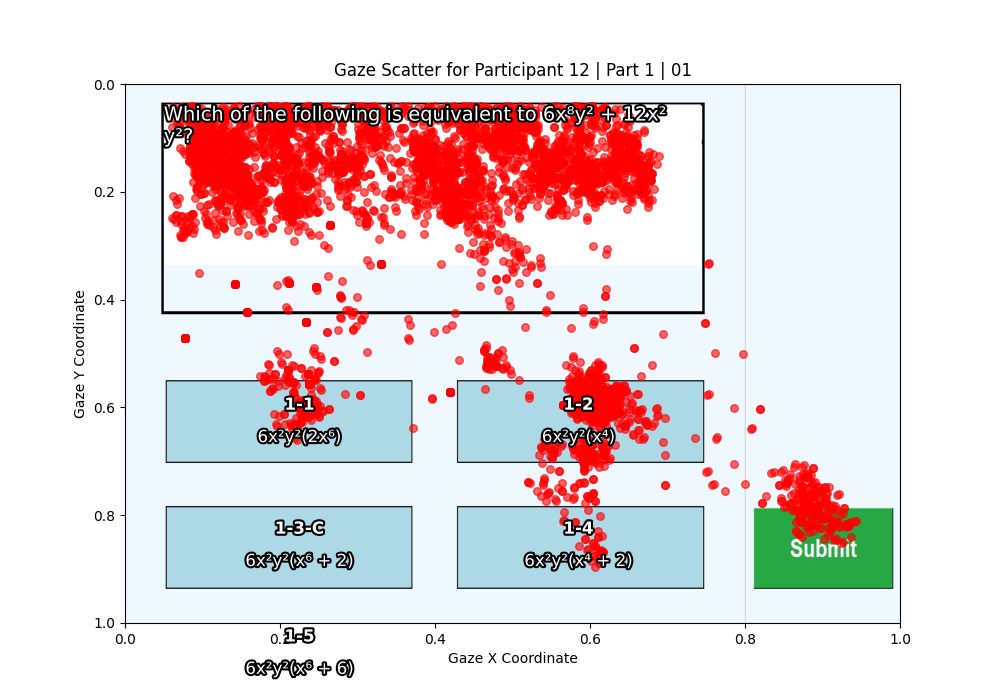 Gaze Scatter for Participant 12 | Part 1 | 01
0.0
Which of the following is equivalent to 6x⁸y² + 12x²
y²?
0.2
0.4
Gaze Y Coordinate
1-1
1-2
0.6
6x²y²(2x⁶)
6x²y²(x⁴)
0.8
1-3-C
1-4
Submit
6x²y²(x⁶ + 2)
6x²y²(x⁴ + 2)
1.0
0.0
0.2
0.4
0.6
0.8
1.0
1-5
Gaze X Coordinate
6x²y²(x⁶ + 6)